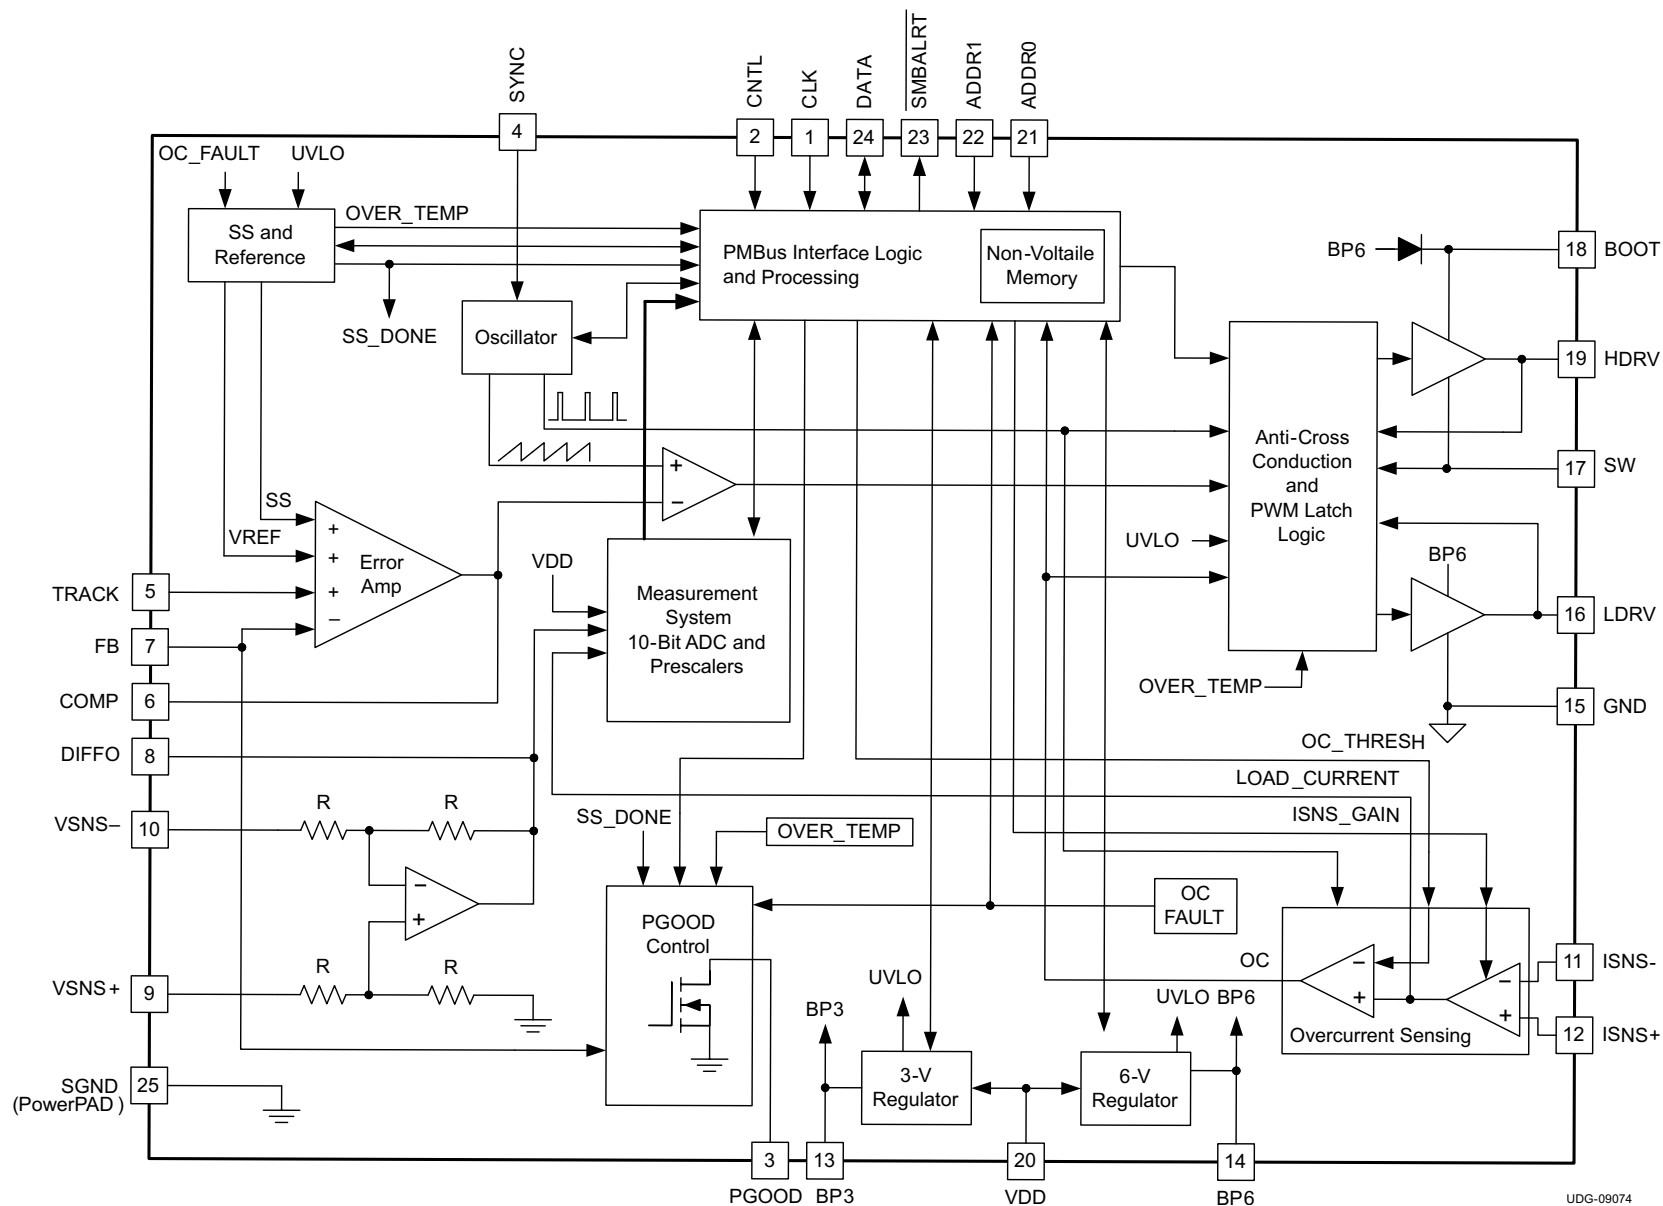 SYNC
CNTL
CLK
DATA
SMBALRT
ADDR1
ADDR0
4
2
1
24
23
22
21
OC_FAULT
UVLO
OVER_TEMP
SS and
Reference
SS_DONE
PMBus Interface Logic
and Processing
Non-Voltaile
Memory
BP6
18
BOOT
Oscillator
19
HDRV
Anti-Cross
Conduction
and
PWM Latch
Logic
17
SW
+
−
SS
VREF
+
+
+
−
Error
Amp
UVLO
BP6
TRACK
5
VDD
Measurement
System
10-Bit ADC and
Prescalers
16
LDRV
FB
7
OVER_TEMP
COMP
6
15
GND
DIFFO
8
OC_THRESH
LOAD_CURRENT
ISNS_GAIN
VSNS–
10
R
R
SS_DONE
OVER_TEMP
−
+
PGOOD
Control
OC
FAULT
OC
−
+
−
+
11
ISNS-
VSNS+
9
R
R
UVLO
BP3
UVLO
BP6
Overcurrent Sensing
12
ISNS+
3-V
Regulator
6-V
Regulator
SGND
(PowerPAD )
25
3
13
20
14
PGOOD
BP3
VDD
BP6
UDG-09074